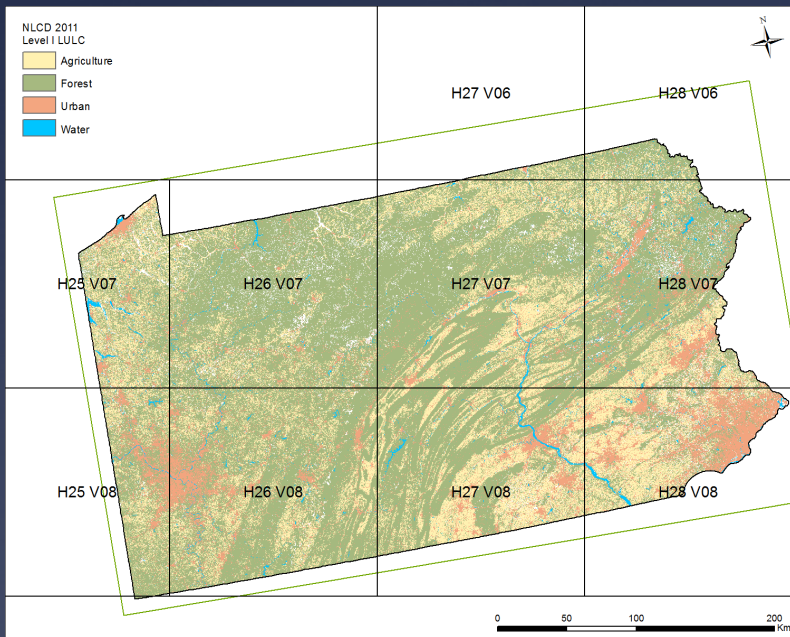 NLCD 2011
Level I LULC
Agriculture
Forest
Urban
Water
N
H27 V06
H28 V06
H25 V07
H26 V07
H27 V07
H28 V07
H25 V08
H26 V08
H27 V08
H28 V08
0 50 100 200
Km